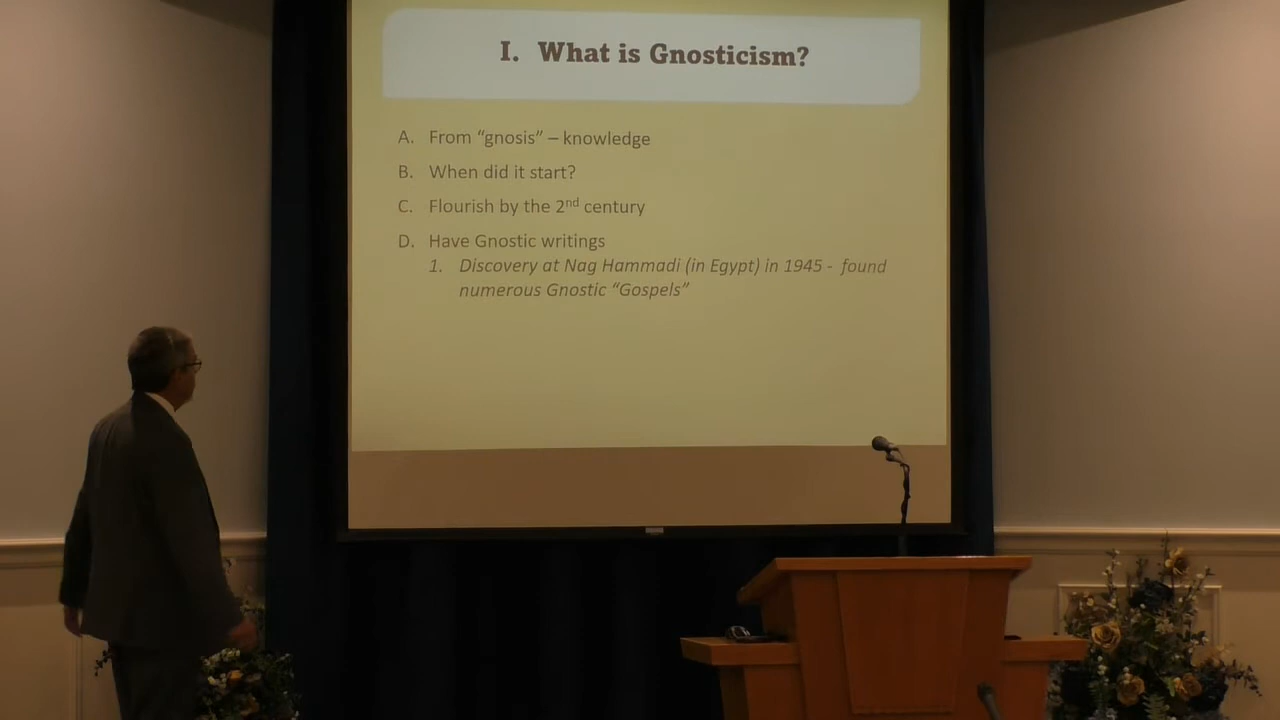 I. What is Gnosticism?
A. From “gnosis” – knowledge
B. When did it start?
C. Flourish by the 2nd century
D. Have Gnostic writings
1. Discovery at Nag Hammadi (in Egypt) in 1945 - found
numerous Gnostic “Gospels”